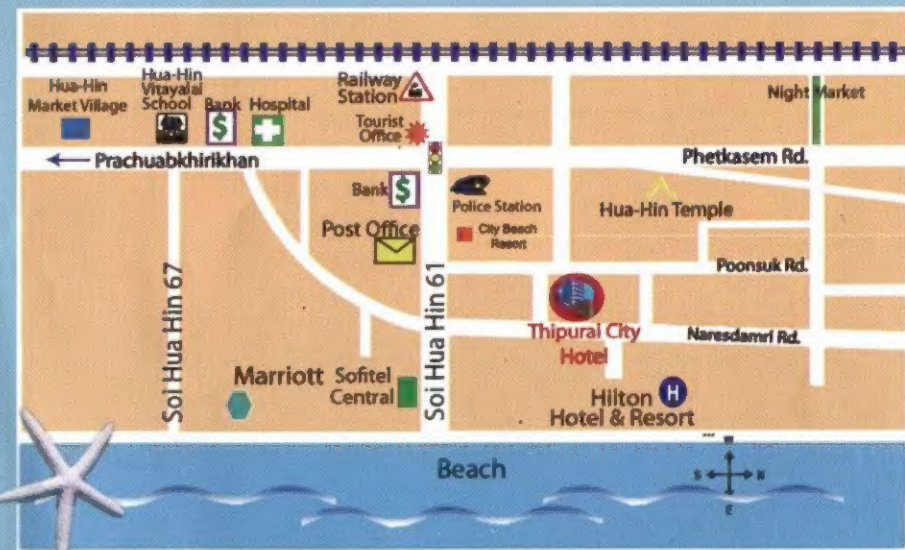 Hua-Hin
Market Village
Hua-Hin
Vitayalai
School
Bank
$
Hospital
Railway
Station
Tourist
Office
Night Market
Prachuabkhirikhan
Phetkasem Rd.
Bank
$
Police Station
City Beach
Resort
Hua-Hin Temple
Post Office
Poonsuk Rd.
Soi Hua Hin 67
Soi Hua Hin 61
Thipurai City
Hotel
Naresdamri Rd.
Marriott
Sofitel
Central
Hilton
Hotel & Resort
H
Beach
W
S
N
E